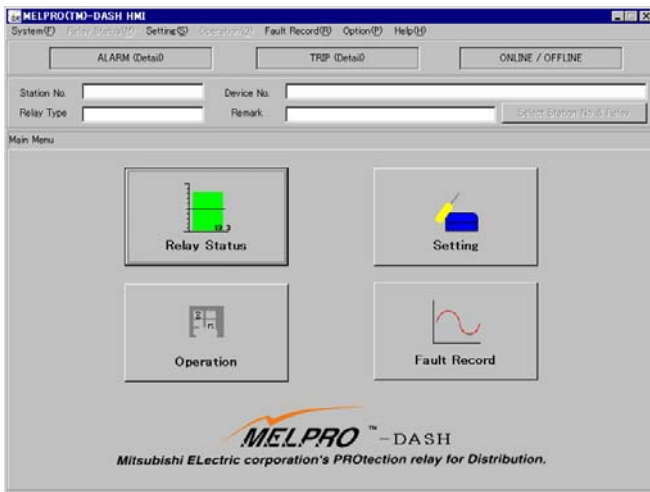 MELPRO(TM)-DASH HMI
System(F) Relay Status(M) Setting(S) Operation(O) Fault Record(R) Option(P) Help(H)
ALARM (Detail) TRIP (Detail) ONLINE / OFFLINE
Station No. Device No.
Relay Type Remark Select Station No. & Relay
Main Menu
Relay Status Setting
Operation Fault Record
MELPRO ™ -DASH
Mitsubishi ELectric corporation's PROtection relay for Distribution.